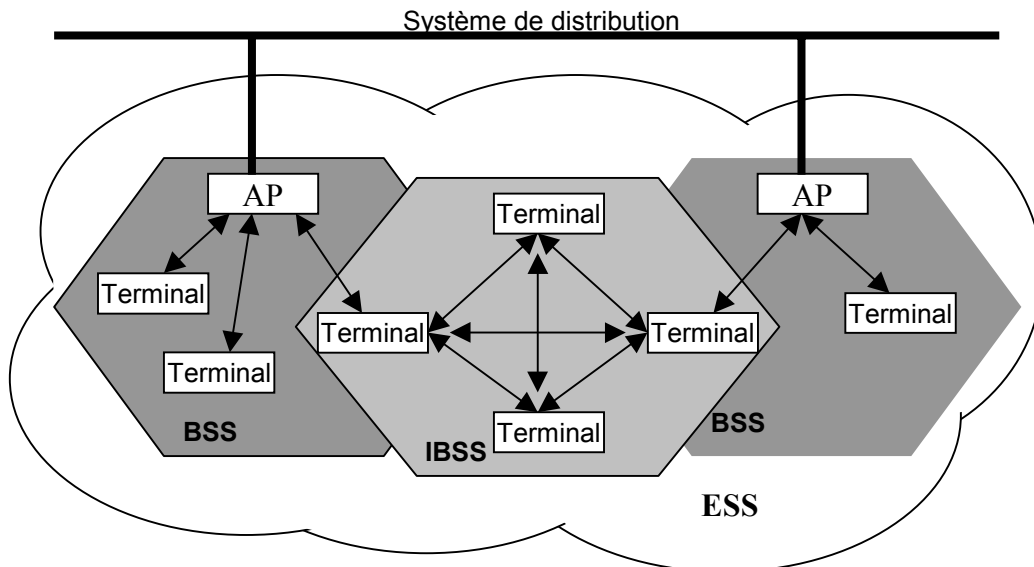 Système de distribution
AP
AP
Terminal
Terminal
Terminal
Terminal
Terminal
Terminal
Terminal
Terminal
BSS
IBSS
BSS
ESS